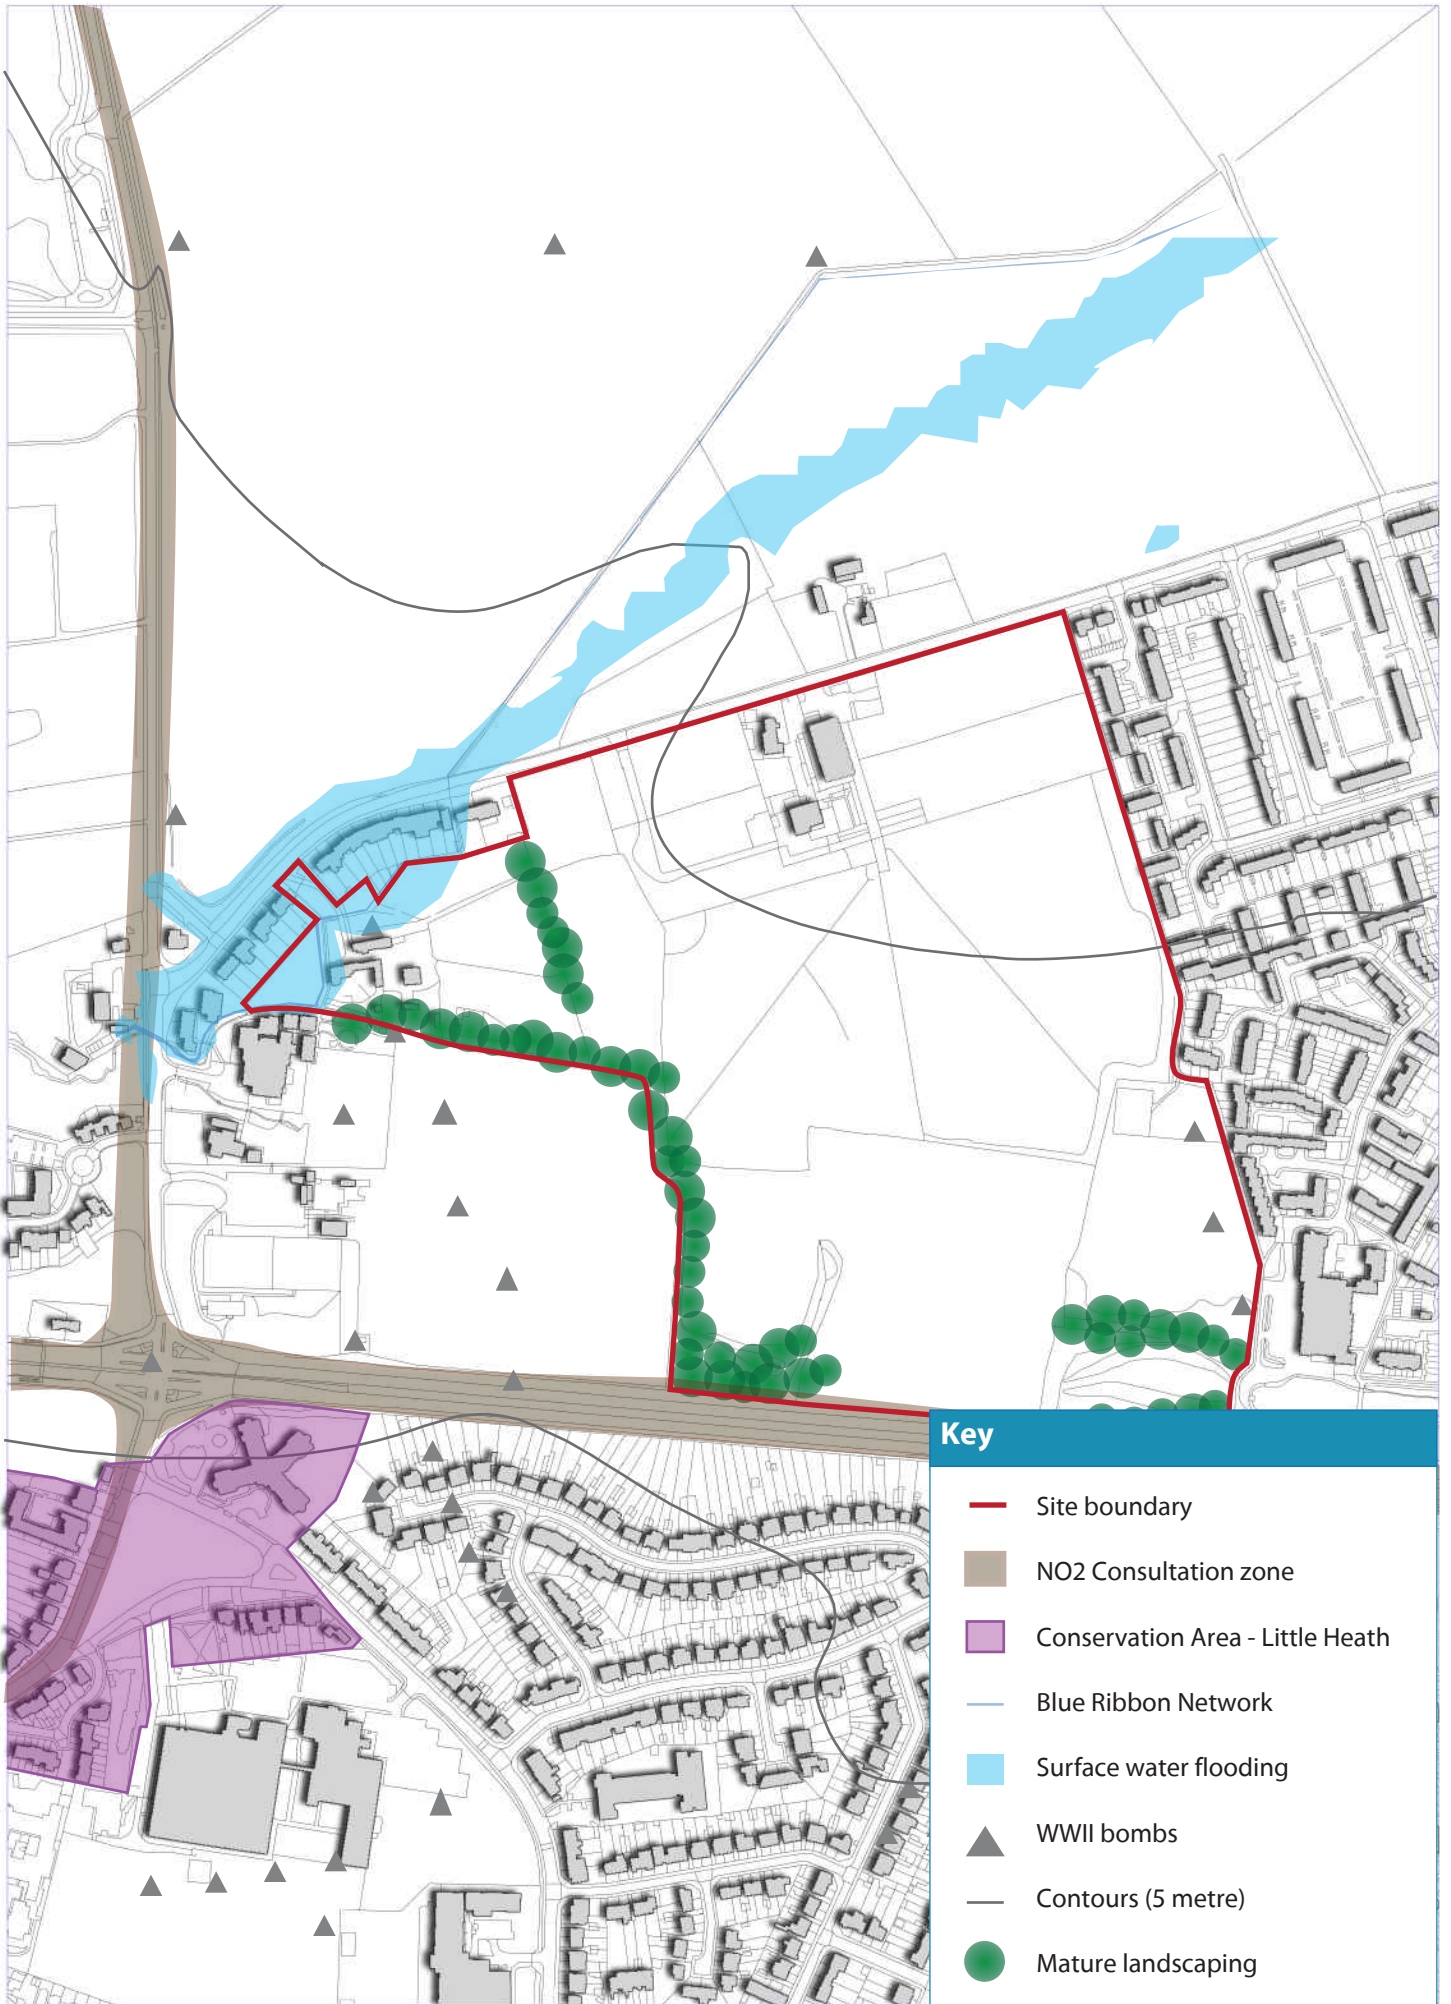 Key
Site boundary
NO2 Consultation zone
Conservation Area - Little Heath
Blue Ribbon Network
Surface water flooding
WWII bombs
Contours (5 metre)
Mature landscaping